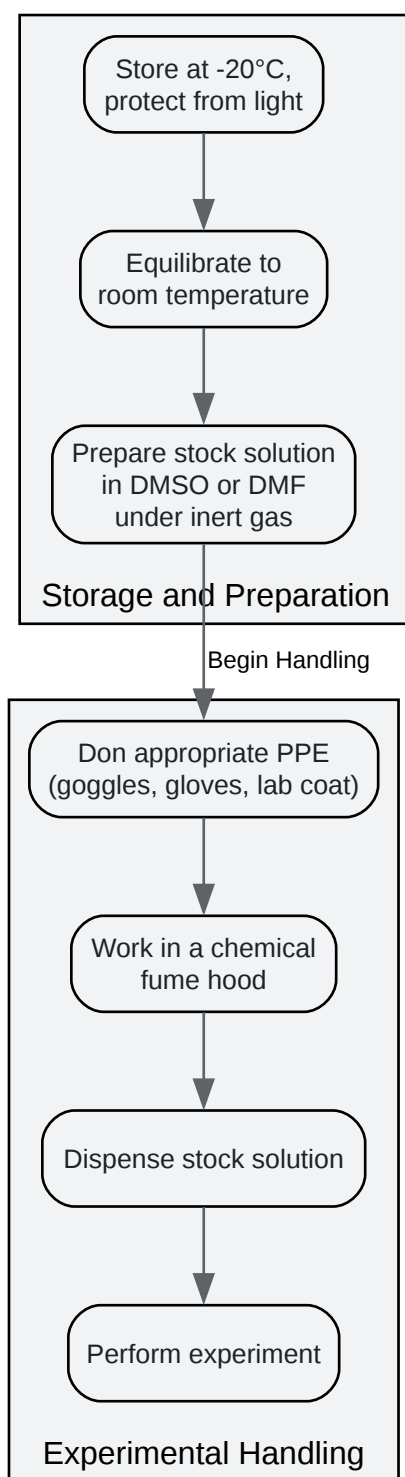 Store at -20°C,
protect from light
Equilibrate to
room temperature
Prepare stock solution
in DMSO or DMF
under inert gas
Storage and Preparation
Begin Handling
Don appropriate PPE
(goggles, gloves, lab coat)
Work in a chemical
fume hood
Dispense stock solution
Perform experiment
Experimental Handling